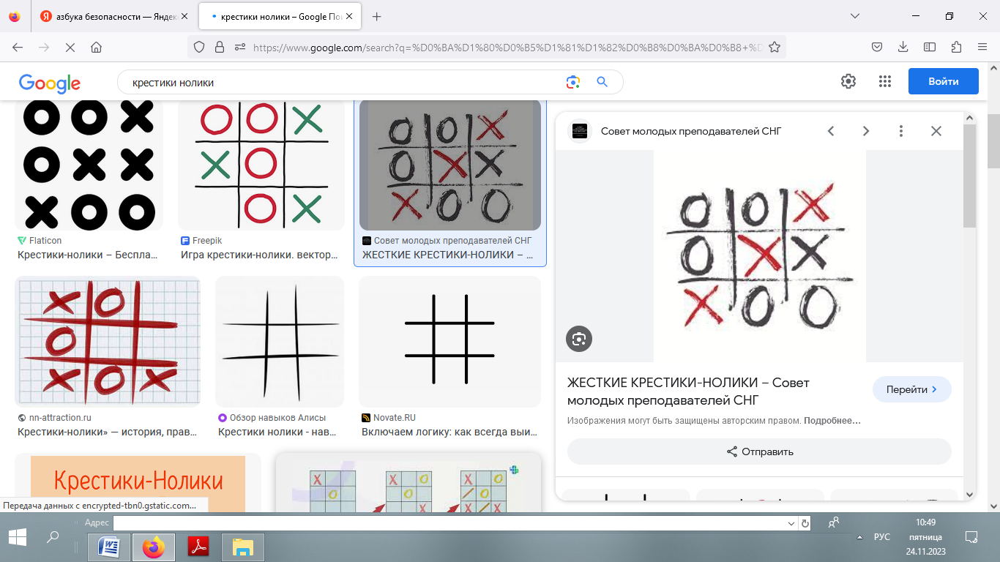 азбука безопасности — Яндек
крестики нолики – Google Пои
https://www.google.com/search?q=%D0%BA%D1%80%D0%B5%D1%81%D1%82%D0%B8%D0%BA%D0%B8+%D
Google
крестики нолики
Войти
Flaticon
Крестики-нолики – Беспла...
Freepik
Игра крестики-нолики. вектор...
Совет молодых преподавателей СНГ
ЖЕСТКИЕ КРЕСТИКИ-НОЛИКИ – ...
nn-attraction.ru
Крестики-нолики» — история, прав...
Обзор навыков Алисы
Крестики нолики - нав...
Novate.RU
Включаем логику: как всегда выи...
Крестики-Нолики
Совет молодых преподавателей СНГ
ЖЕСТКИЕ КРЕСТИКИ-НОЛИКИ – Совет
молодых преподавателей СНГ
Перейти
Изображения могут быть защищены авторским правом. Подробнее...
Отправить
Передача данных с encrypted-tbn0.gstatic.com...
Адрес
РУС
10:49
пятница
24.11.2023